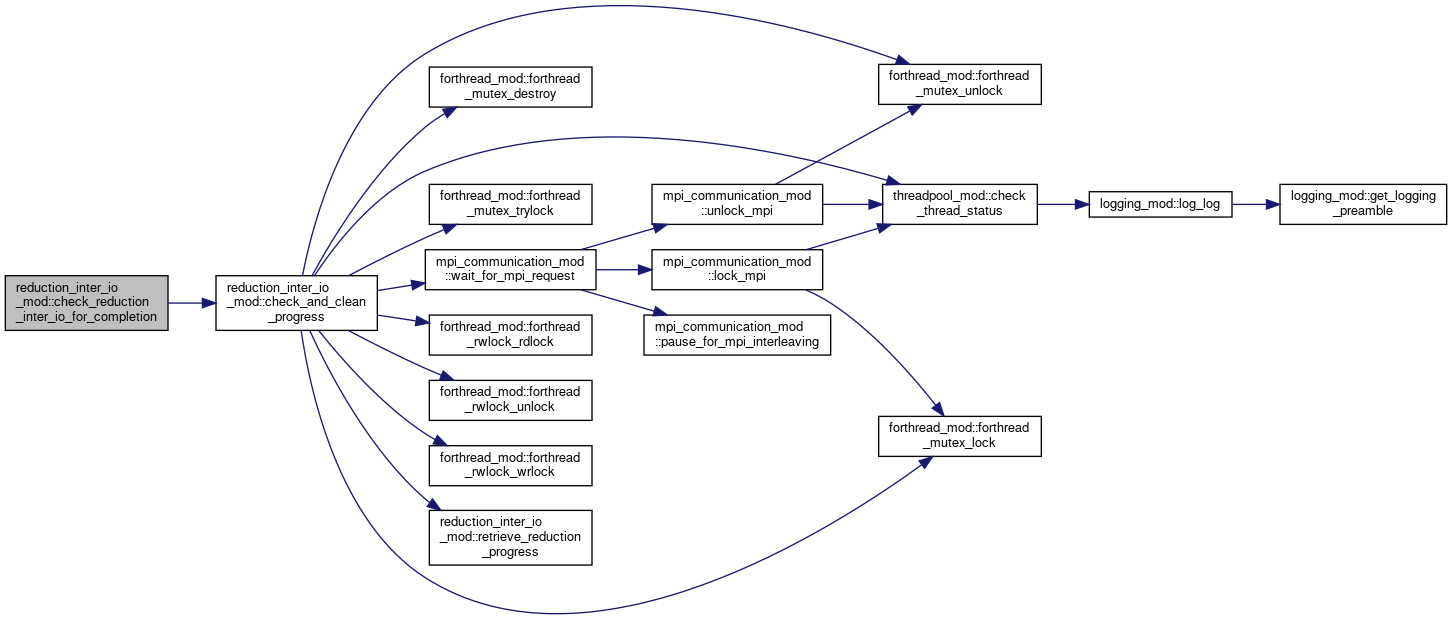 reduction_inter_io
_mod::check_reduction
_inter_io_for_completion
reduction_inter_io
_mod::check_and_clean
_progress
forthread_mod::forthread
_mutex_destroy
forthread_mod::forthread
_mutex_trylock
mpi_communication_mod
::wait_for_mpi_request
forthread_mod::forthread
_rwlock_rdlock
forthread_mod::forthread
_rwlock_unlock
forthread_mod::forthread
_rwlock_wrlock
reduction_inter_io
_mod::retrieve_reduction
_progress
mpi_communication_mod
::unlock_mpi
mpi_communication_mod
::lock_mpi
mpi_communication_mod
::pause_for_mpi_interleaving
forthread_mod::forthread
_mutex_unlock
threadpool_mod::check
_thread_status
forthread_mod::forthread
_mutex_lock
logging_mod::log_log
logging_mod::get_logging
_preamble